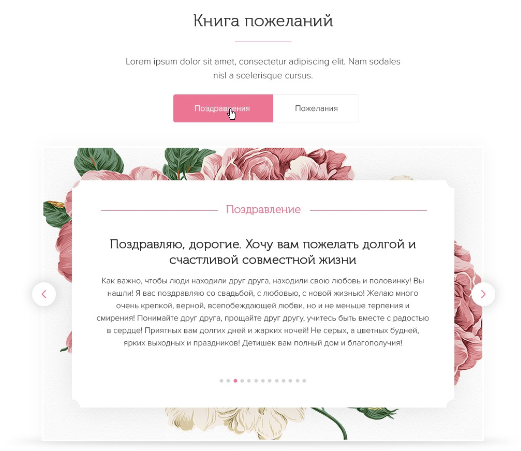 Книга пожеланий
Lorem ipsum dolor sit amet, consectetur adipiscing elit. Nam sodales
nisl a scelerisque cursus.
Поздравления
Пожелания
Поздравление
Поздравляю, дорогие. Хочу вам пожелать долгой и
счастливой совместной жизни
Как важно, чтобы люди находили друг друга, находили свою любовь и половинку! Вы
нашли! Я вас поздравляю со свадьбой, с любовью, с новой жизнью! Желаю много
очень крепкой, верной, всепобеждающей любви, но и не меньше терпения и
смирения! Понимайте друг друга, прощайте друг другу, учитесь быть вместе с радостью
в сердце! Приятных вам долгих дней и жарких ночей! Не серых, а цветных будней,
ярких выходных и праздников! Детишек вам полный дом и благополучия!